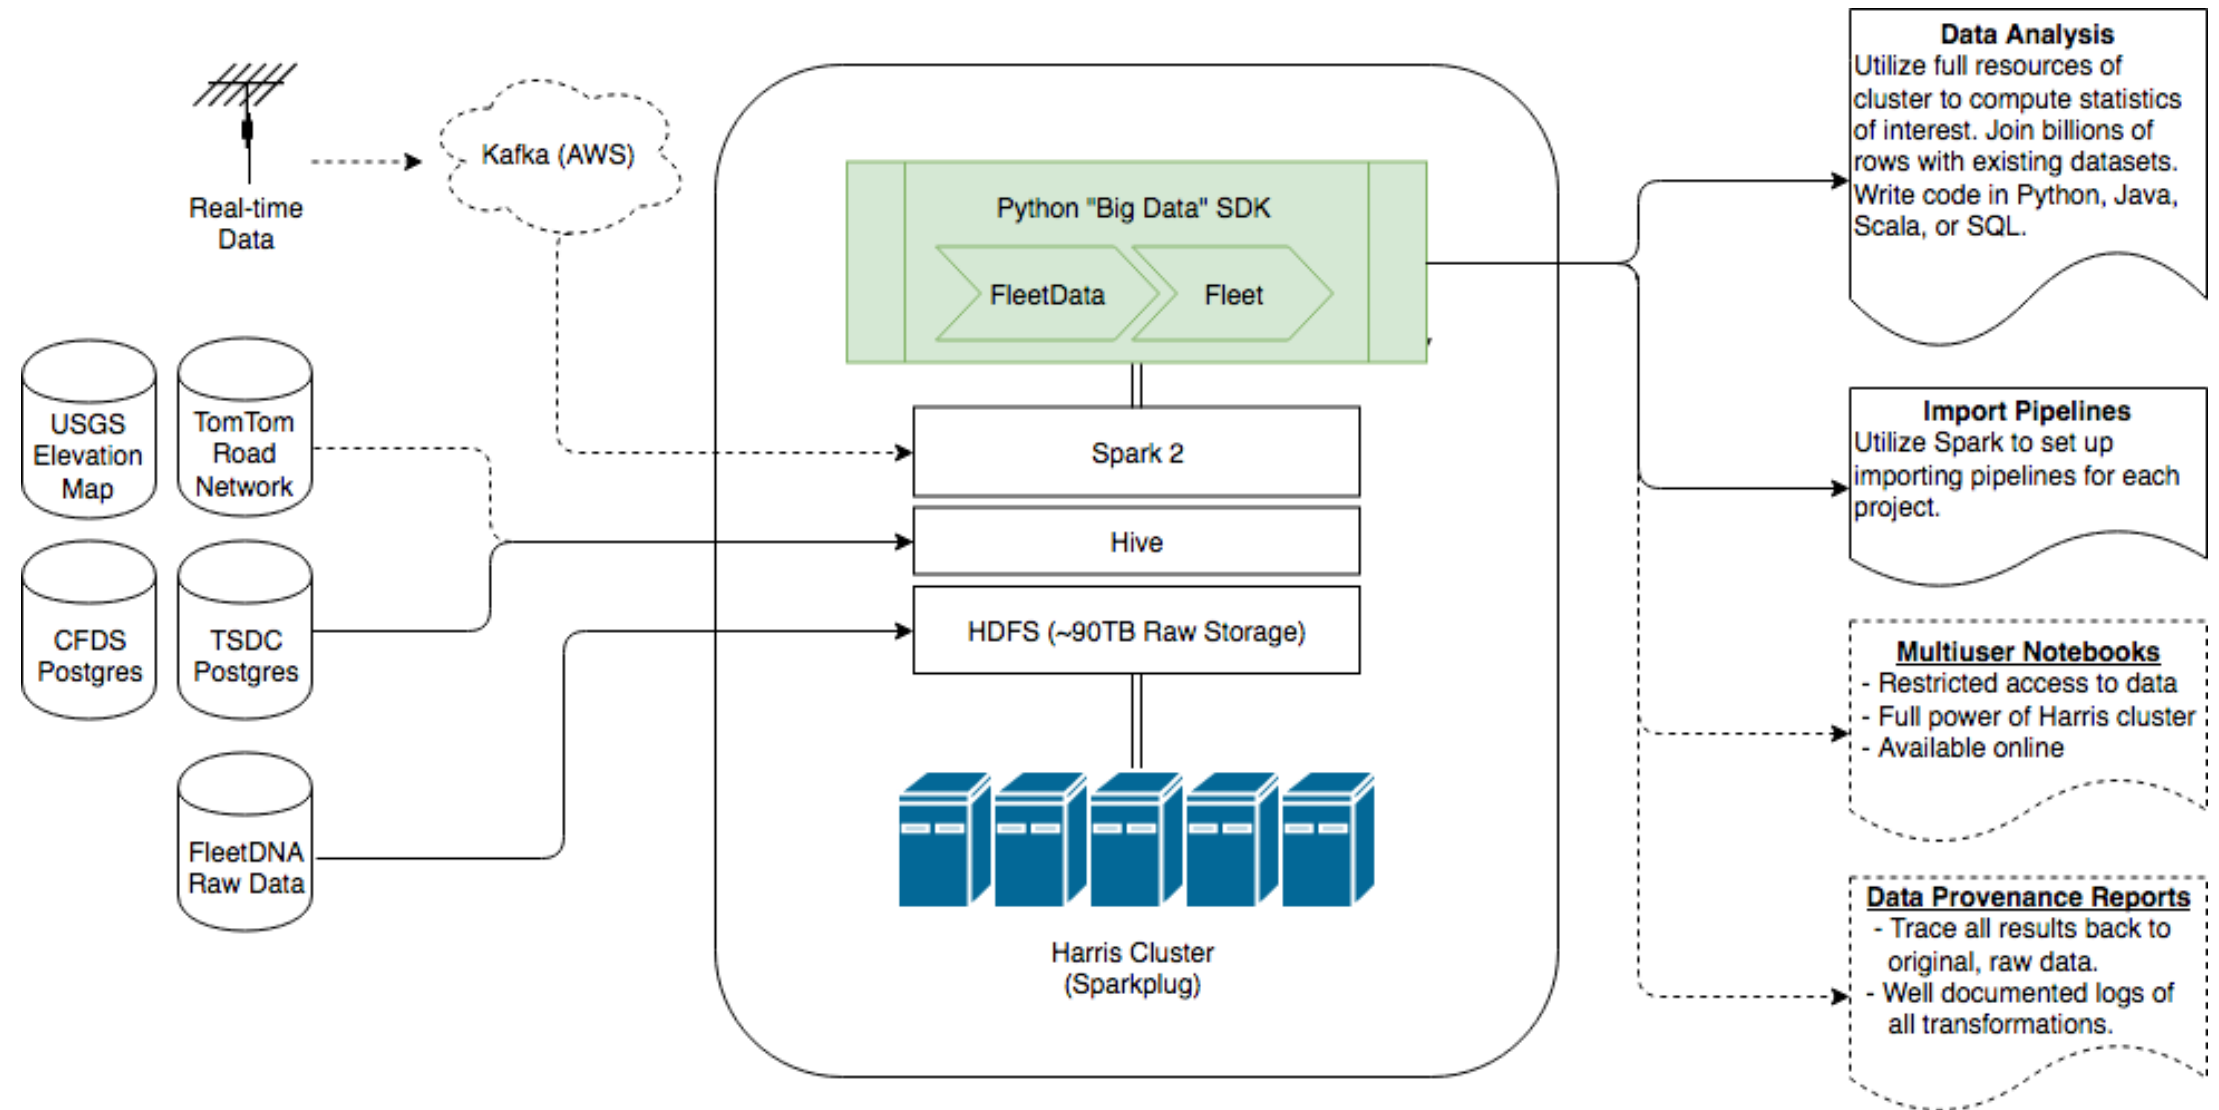 Real-time
Data
Kafka (AWS)
USGS
Elevation
Map
TomTom
Road
Network
CFDS
Postgres
TSDC
Postgres
FleetDNA
Raw Data
Python "Big Data" SDK
FleetData
Fleet
Spark 2
Hive
HDFS (~90TB Raw Storage)
Harris Cluster
(Sparkplug)
Data Analysis
Utilize full resources of
cluster to compute statistics
of interest. Join billions of
rows with existing datasets.
Write code in Python, Java,
Scala, or SQL.
Import Pipelines
Utilize Spark to set up
importing pipelines for each
project.
Multiuser Notebooks
- Restricted access to data
- Full power of Harris cluster
- Available online
Data Provenance Reports
- Trace all results back to
original, raw data.
- Well documented logs of
all transformations.